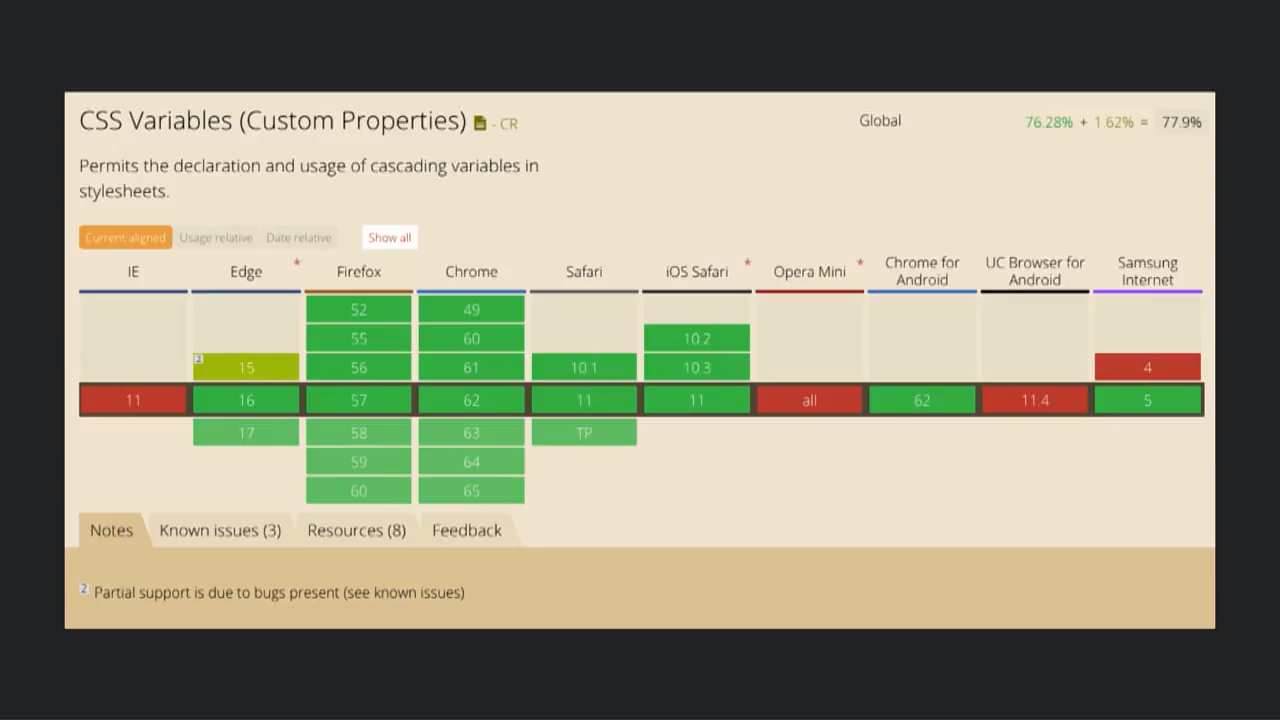 CSS Variables (Custom Properties) - CR
Global
76.28% + 1.62% = 77.9%
Permits the declaration and usage of cascading variables in
stylesheets.
Current aligned Usage relative Date relative Show all
IE Edge * Firefox Chrome Safari iOS Safari * Opera Mini * Chrome for Android UC Browser for Android Samsung Internet
52 49
55 60 10.2
2 15 56 61 10.1 10.3 4
11 16 57 62 11 11 all 62 11.4 5
17 58 63 TP
59 64
60 65
Notes Known issues (3) Resources (8) Feedback
2 Partial support is due to bugs present (see known issues)